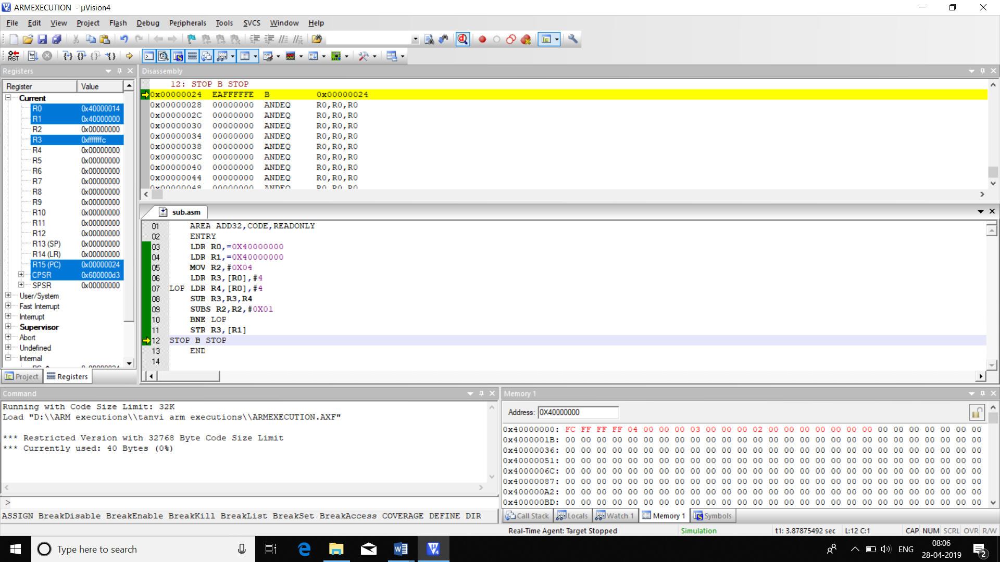 ARMEXECUTION - µVision4
File Edit View Project Flash Debug Peripherals Tools SVCS Window Help
Registers
Register Value
Current
R0 0x40000014
R1 0x40000000
R2 0x00000000
R3 0xfffffffc
R4 0x00000000
R5 0x00000000
R6 0x00000000
R7 0x00000000
R8 0x00000000
R9 0x00000000
R10 0x00000000
R11 0x00000000
R12 0x00000000
R13 (SP) 0x00000000
R14 (LR) 0x00000000
R15 (PC) 0x00000024
CPSR 0x600000d3
SPSR 0x00000000
User/System
Fast Interrupt
Interrupt
Supervisor
Abort
Undefined
Internal
PC $ 0x00000024
Project Registers
Disassembly
12: STOP B STOP
0x00000024 EAFFFFFE B 0x00000024
0x00000028 00000000 ANDEQ R0,R0,R0
0x0000002C 00000000 ANDEQ R0,R0,R0
0x00000030 00000000 ANDEQ R0,R0,R0
0x00000034 00000000 ANDEQ R0,R0,R0
0x00000038 00000000 ANDEQ R0,R0,R0
0x0000003C 00000000 ANDEQ R0,R0,R0
0x00000040 00000000 ANDEQ R0,R0,R0
0x00000044 00000000 ANDEQ R0,R0,R0
0x00000048 00000000 ANDEQ R0,R0,R0
sub.asm
01 AREA ADD32,CODE,READONLY
02 ENTRY
03 LDR R0,=0X40000000
04 LDR R1,=0X40000000
05 MOV R2,#0X04
06 LDR R3,[R0],#4
07 LOP LDR R4,[R0],#4
08 SUB R3,R3,R4
09 SUBS R2,R2,#0X01
10 BNE LOP
11 STR R3,[R1]
12 STOP B STOP
13 END
14
Command
Running with Code Size Limit: 32K
Load "D:\\ARM executions\\tanvi arm executions\\ARMEXECUTION.AXF"
*** Restricted Version with 32768 Byte Code Size Limit
*** Currently used: 40 Bytes (0%)
>
ASSIGN BreakDisable BreakEnable BreakKill BreakList BreakSet BreakAccess COVERAGE DEFINE DIR
Memory 1
Address: 0X40000000
0x40000000: FC FF FF FF 04 00 00 00 03 00 00 00 02 00 00 00 00 00 00 00 00 00 00 00 00 00 00
0x4000001B: 00 00 00 00 00 00 00 00 00 00 00 00 00 00 00 00 00 00 00 00 00 00 00 00 00 00 00
0x40000036: 00 00 00 00 00 00 00 00 00 00 00 00 00 00 00 00 00 00 00 00 00 00 00 00 00 00 00
0x40000051: 00 00 00 00 00 00 00 00 00 00 00 00 00 00 00 00 00 00 00 00 00 00 00 00 00 00 00
0x4000006C: 00 00 00 00 00 00 00 00 00 00 00 00 00 00 00 00 00 00 00 00 00 00 00 00 00 00 00
0x40000087: 00 00 00 00 00 00 00 00 00 00 00 00 00 00 00 00 00 00 00 00 00 00 00 00 00 00 00
0x400000A2: 00 00 00 00 00 00 00 00 00 00 00 00 00 00 00 00 00 00 00 00 00 00 00 00 00 00 00
0x400000BD: 00 00 00 00 00 00 00 00 00 00 00 00 00 00 00 00 00 00 00 00 00 00 00 00 00 00 00
Call Stack Locals Watch 1 Memory 1 Symbols
Real-Time Agent: Target Stopped Simulation t1: 3.87875492 sec L:12 C:1 CAP NUM SCRL OVR R/W
Type here to search
ENG
08:06
28-04-2019
2